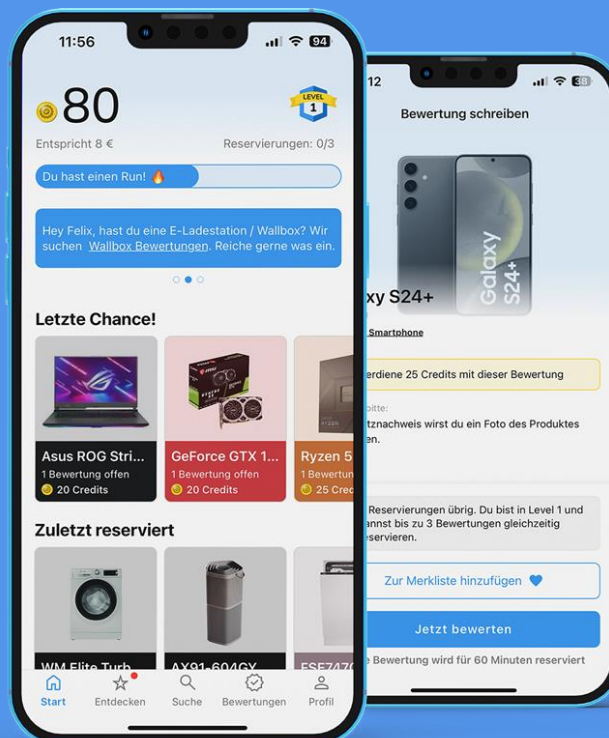 11:56
94
80
LEVEL
1
Entspricht 8 €
Reservierungen: 0/3
Du hast einen Run! 🔥
Hey Felix, hast du eine E-Ladestation / Wallbox? Wir
suchen Wallbox Bewertungen. Reiche gerne was ein.
Letzte Chance!
Asus ROG Stri...
1 Bewertung offen
20 Credits
GeForce GTX 1...
1 Bewertung offen
20 Credits
RYZEN
Ryzen 5
1 Bewertun
25 Cred
Zuletzt reserviert
WM Elite Turb
AX91-604GY
ESE7470
Start
Entdecken
Suche
Bewertungen
Profil
12
38
Bewertung schreiben
Galaxy
S24+
xy S24+
Smartphone
erdiene 25 Credits mit dieser Bewertung
bitte:
tznachweis wirst du ein Foto des Produktes
en.
Reservierungen übrig. Du bist in Level 1 und
annst bis zu 3 Bewertungen gleichzeitig
eservieren.
Zur Merkliste hinzufügen
Jetzt bewerten
e Bewertung wird für 60 Minuten reserviert